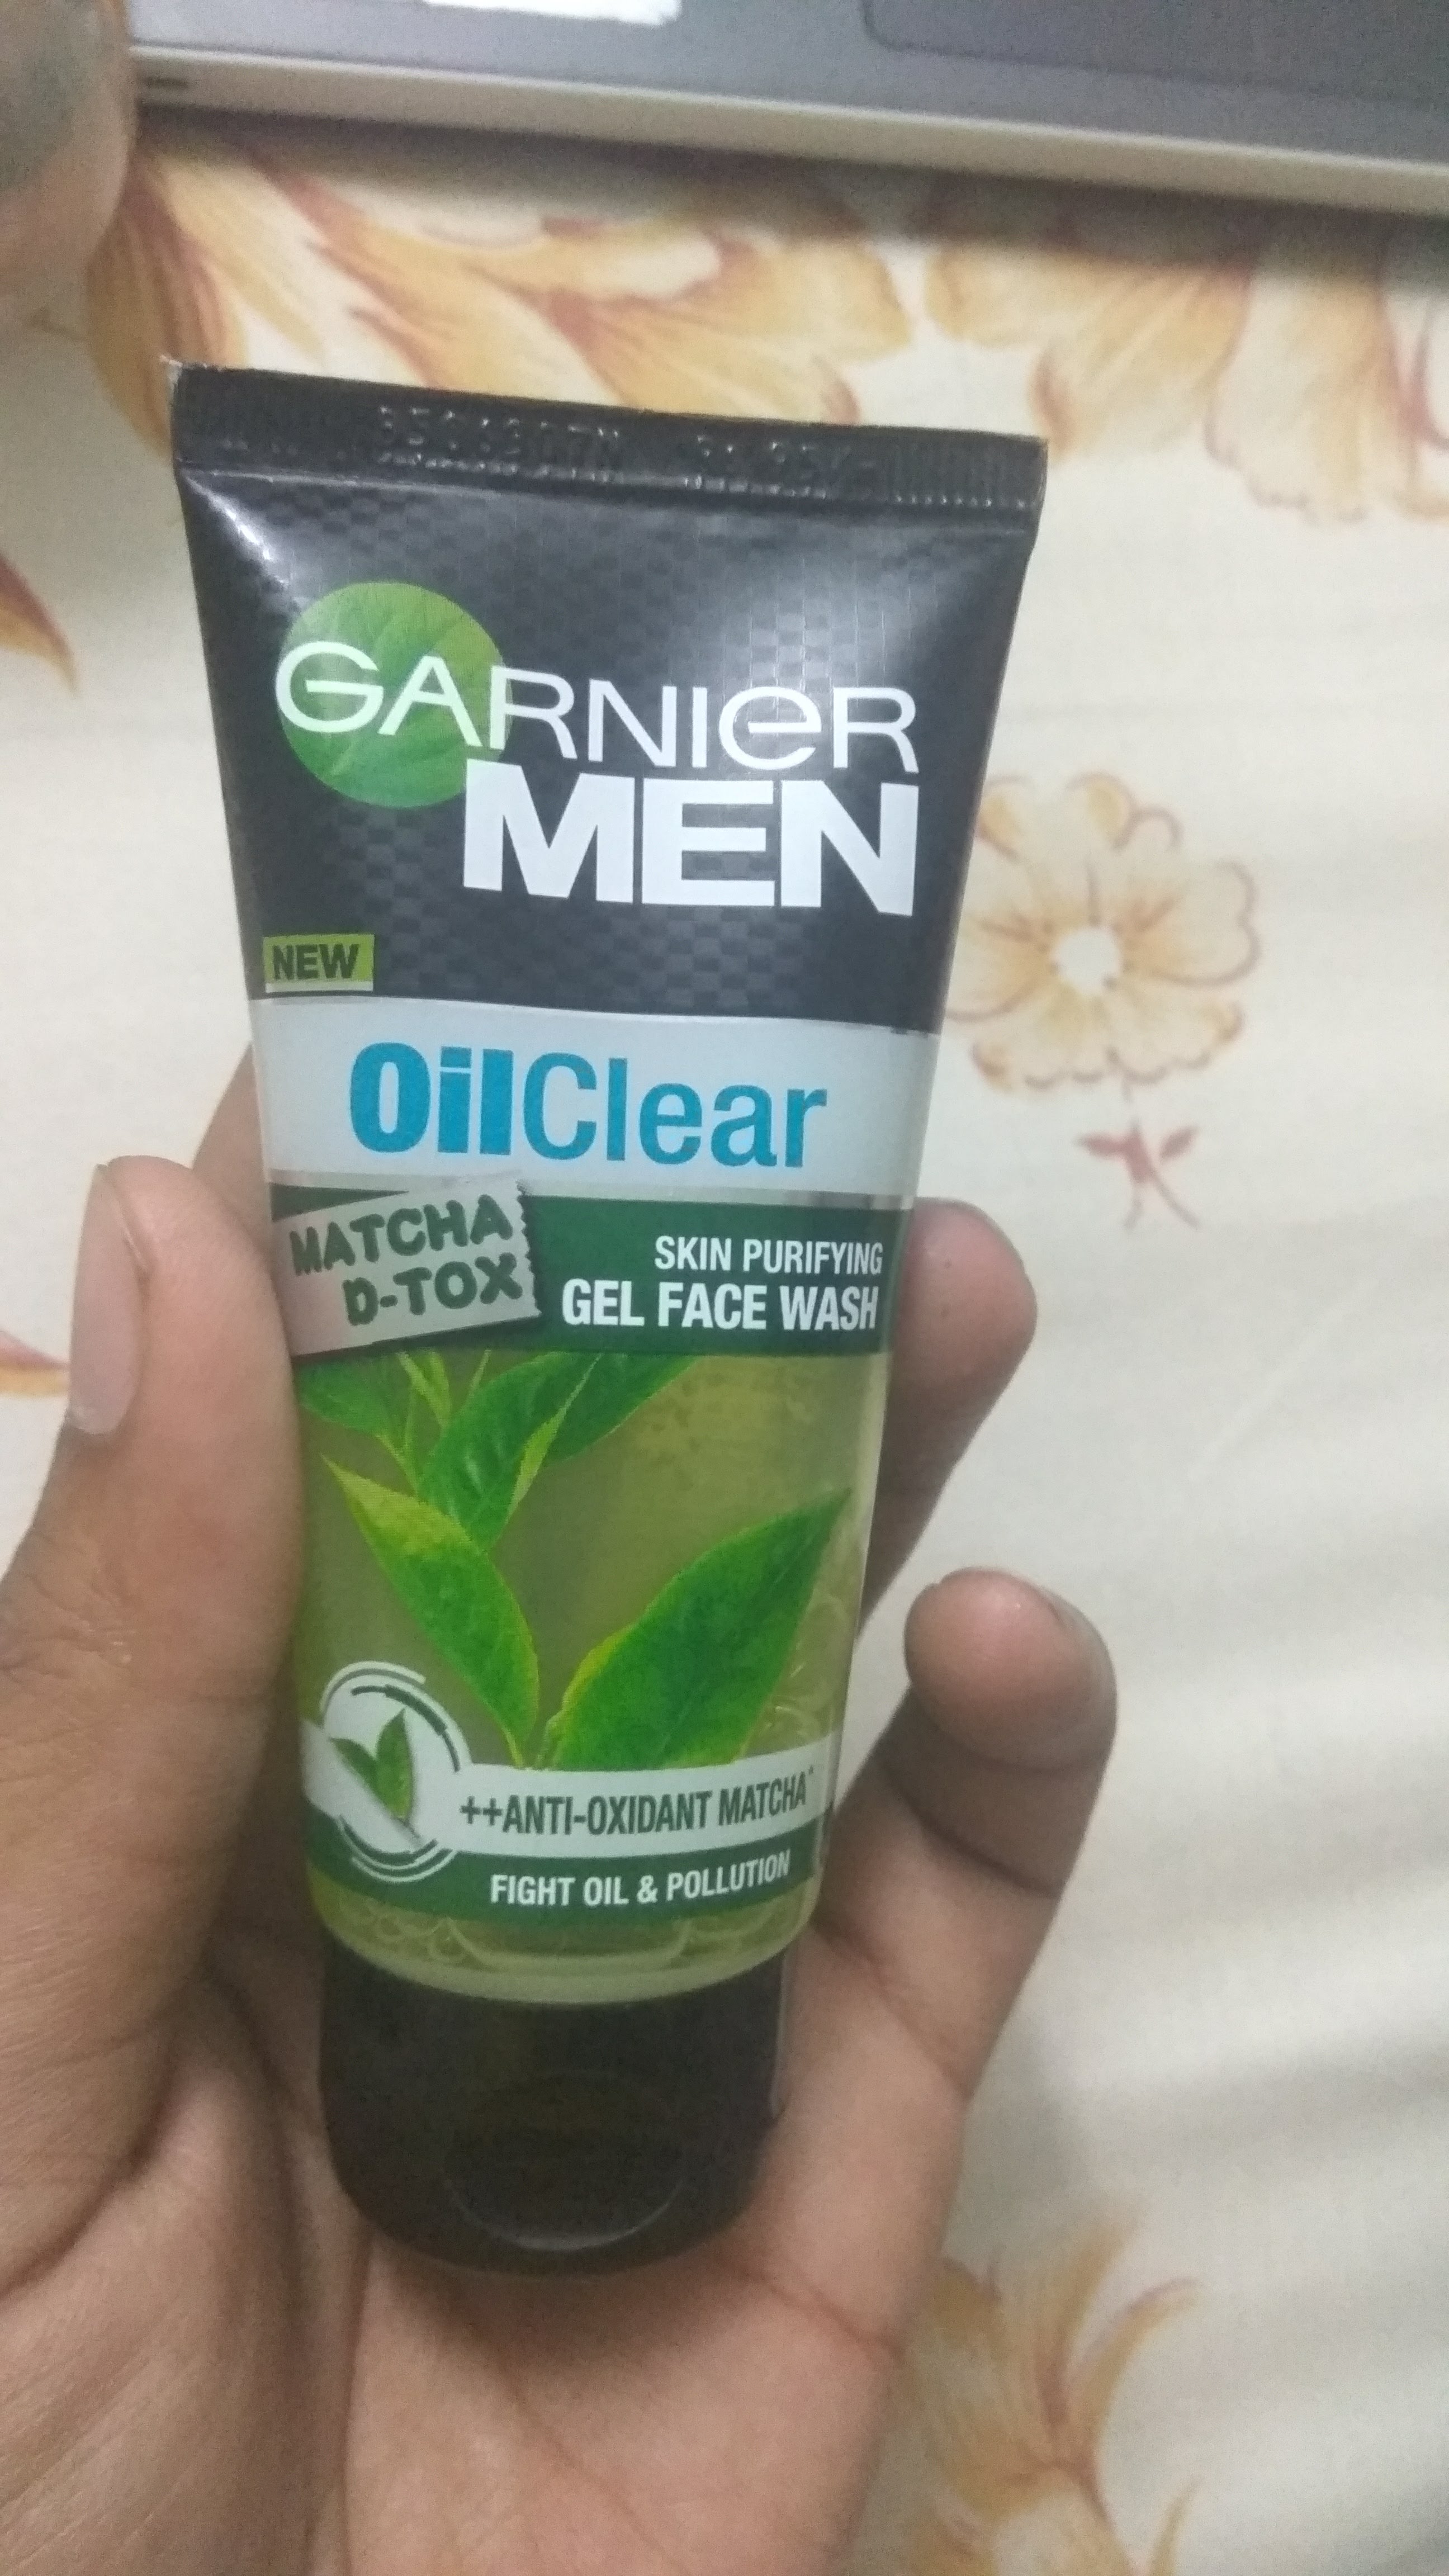 GARNIER
MEN
NEW
OilClear
MATCHA
D-TOX
SKIN PURIFYING
GEL FACE WASH
++ANTI-OXIDANT MATCHA^
FIGHT OIL & POLLUTION